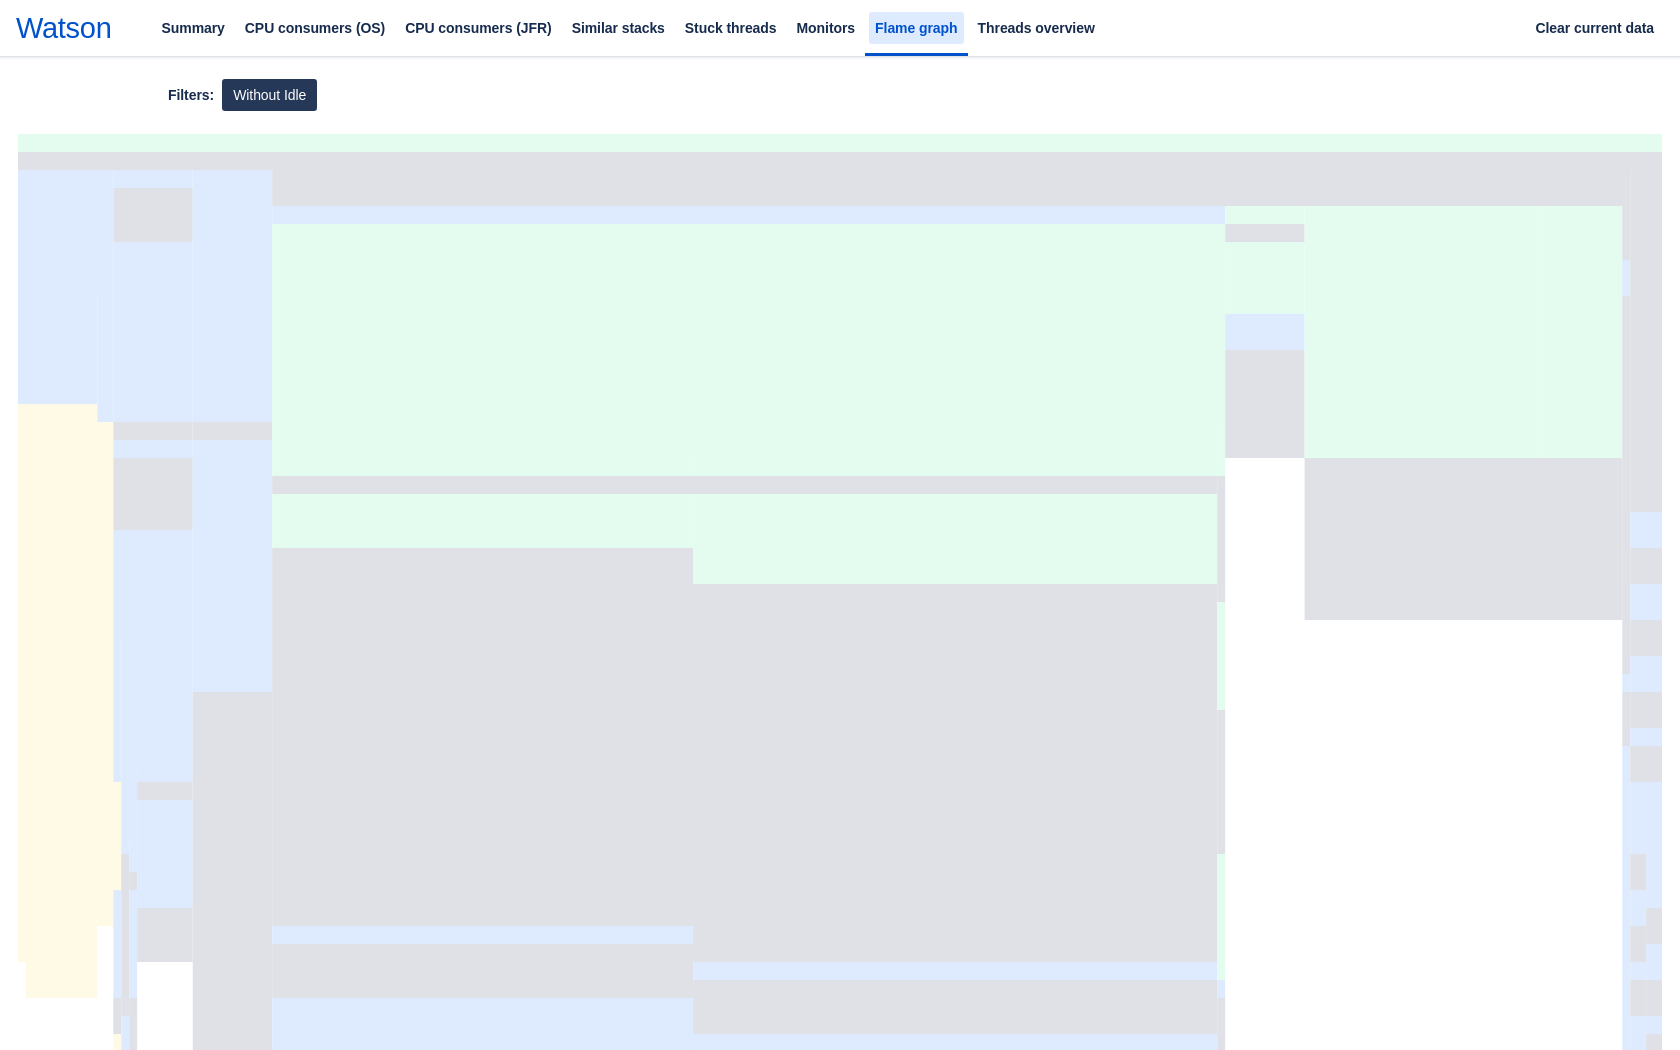 Watson
Summary
CPU consumers (OS)
CPU consumers (JFR)
Similar stacks
Stuck threads
Monitors
Flame graph
Threads overview
Clear current data
Filters:
Without Idle